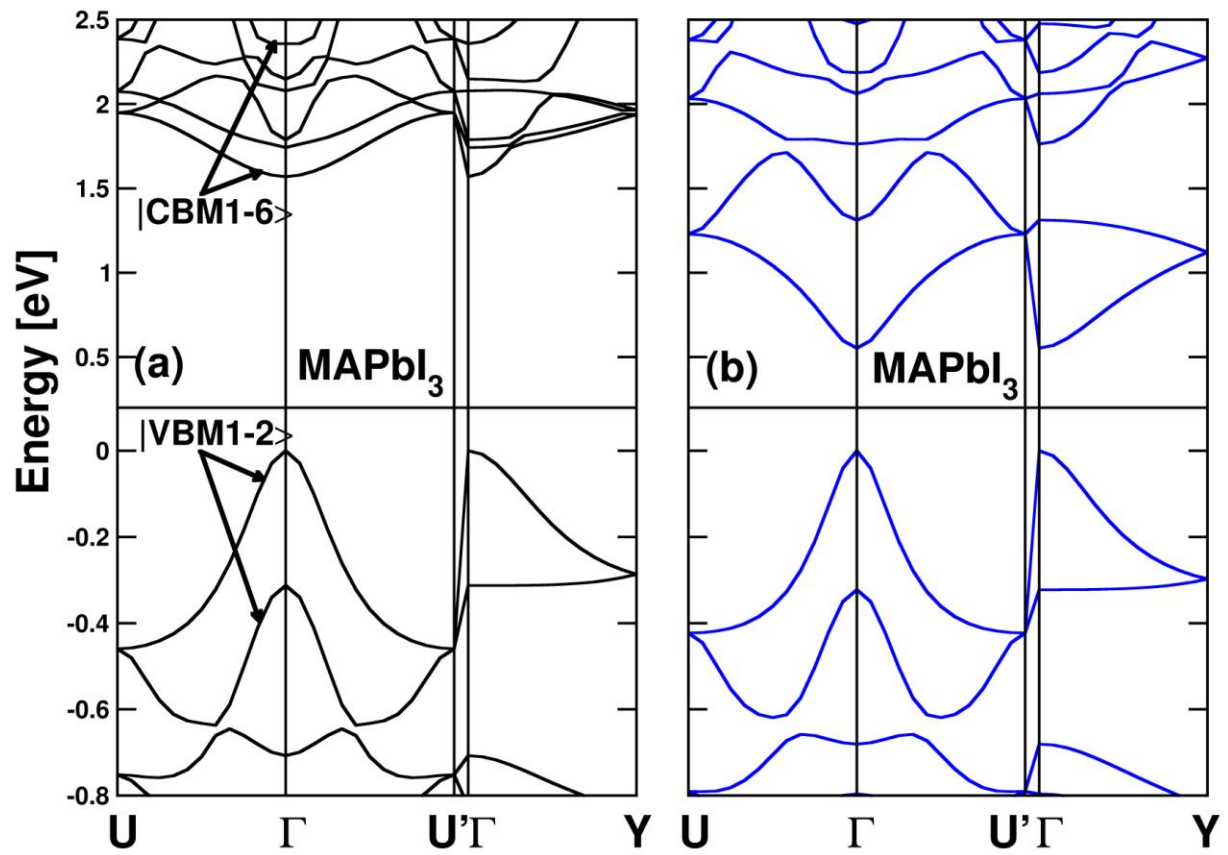 Energy [eV]
2.5
2
1.5
1
0.5
0
-0.2
-0.4
-0.6
-0.8
|CBM1-6>
(a)
MAPbI3
|VBM1-2>
U Γ U' Γ Y
(b)
MAPbI3
U Γ U' Γ Y